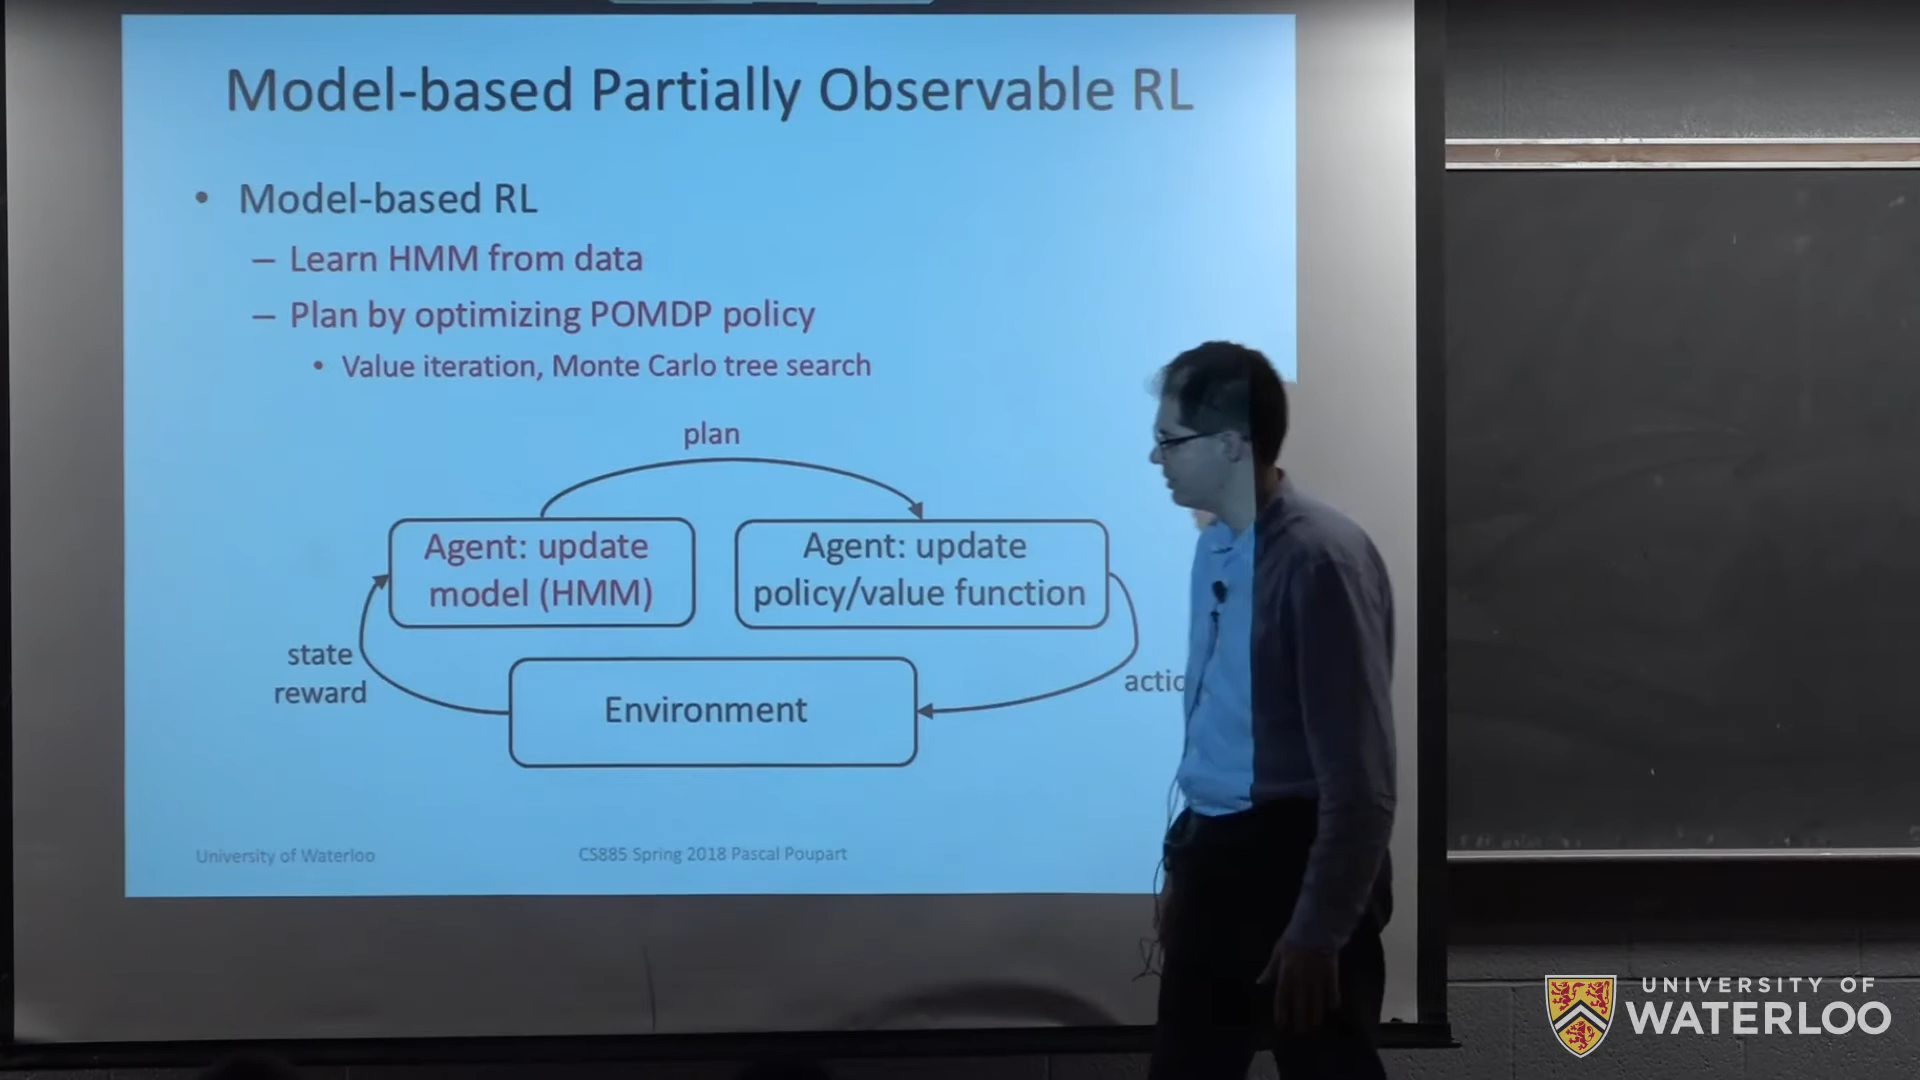 Model-based Partially Observable RL
• Model-based RL
– Learn HMM from data
– Plan by optimizing POMDP policy
• Value iteration, Monte Carlo tree search
plan
Agent: update
model (HMM)
Agent: update
policy/value function
state
reward
Environment
University of Waterloo
CS885 Spring 2018 Pascal Poupart
UNIVERSITY OF
WATERLOO